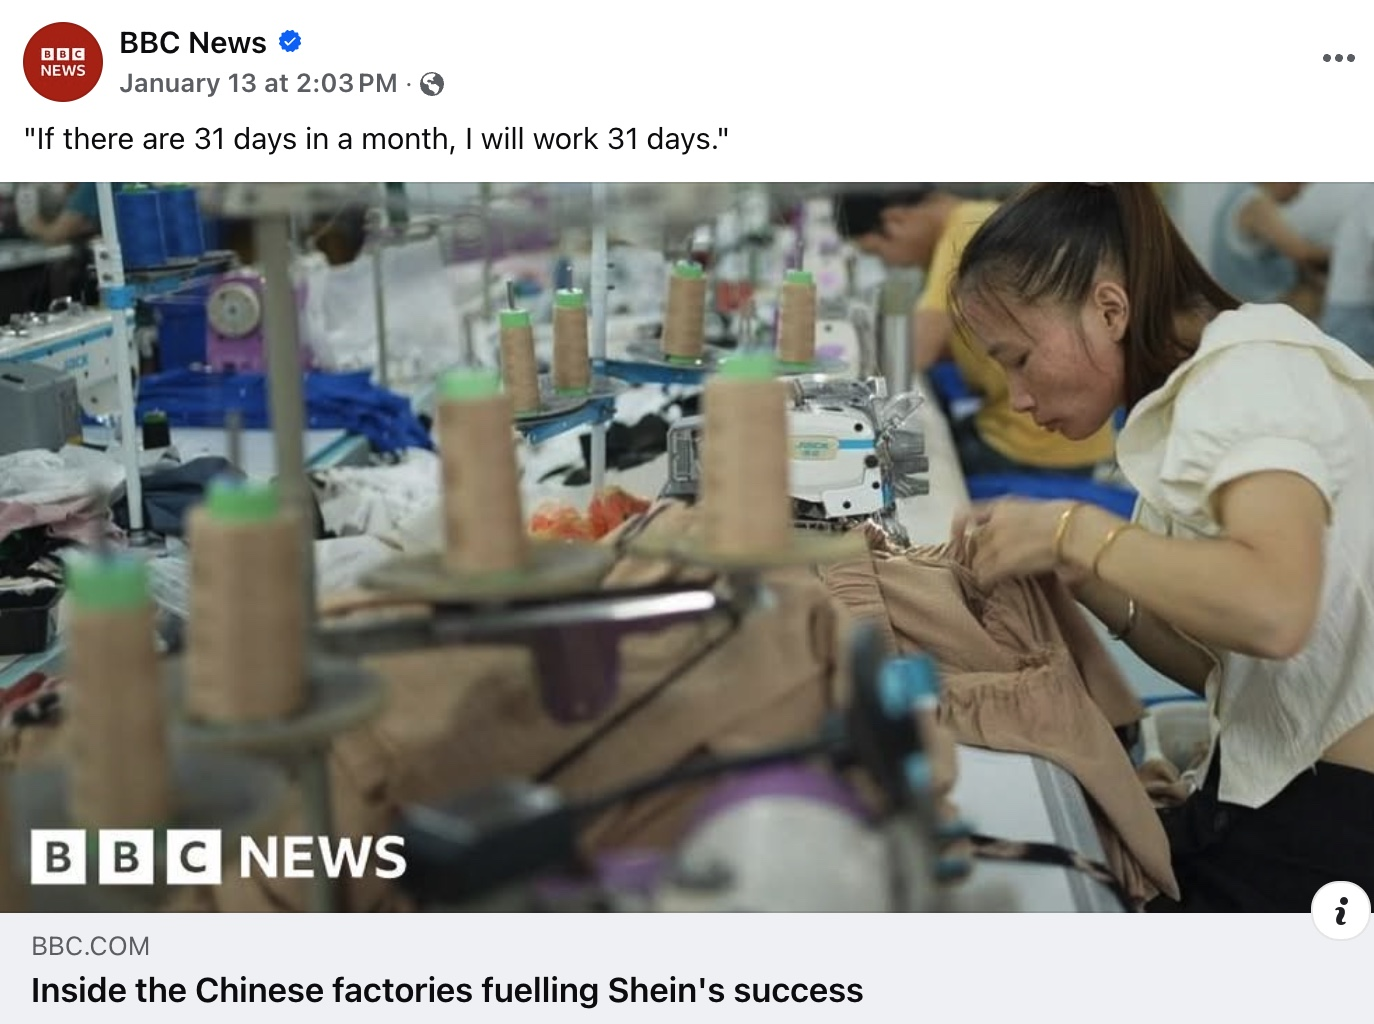 BBC
NEWS
BBC News
January 13 at 2:03 PM ·
"If there are 31 days in a month, I will work 31 days."
JACK
BBC NEWS
BBC.COM
Inside the Chinese factories fuelling Shein's success